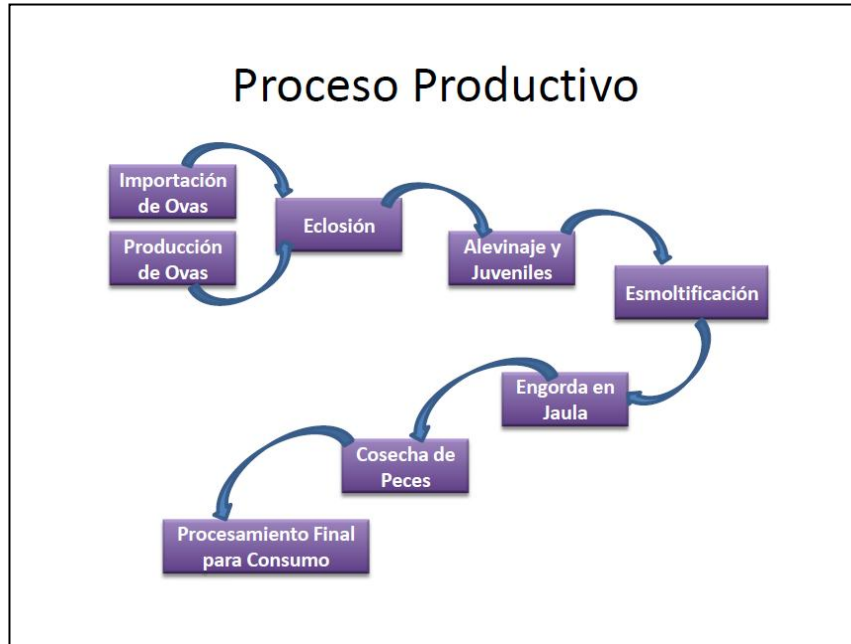 Proceso Productivo
Importación
de Ovas
Producción
de Ovas
Eclosión
Alevinaje y
Juveniles
Esmoltificación
Engorda en
Jaula
Cosecha de
Peces
Procesamiento Final
para Consumo